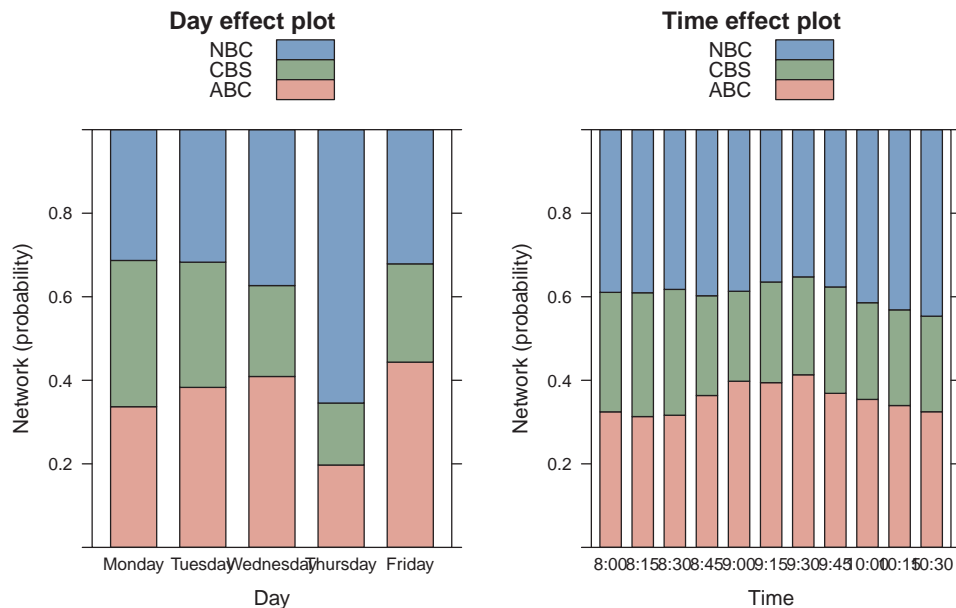 Day effect plot
NBC
CBS
ABC
0.8
0.6
0.4
0.2
Network (probability)
Monday Tuesday Wednesday Thursday Friday
Day
Time effect plot
NBC
CBS
ABC
0.8
0.6
0.4
0.2
Network (probability)
8:00 8:15 8:30 8:45 9:00 9:15 9:30 9:45 10:00 10:15 10:30
Time